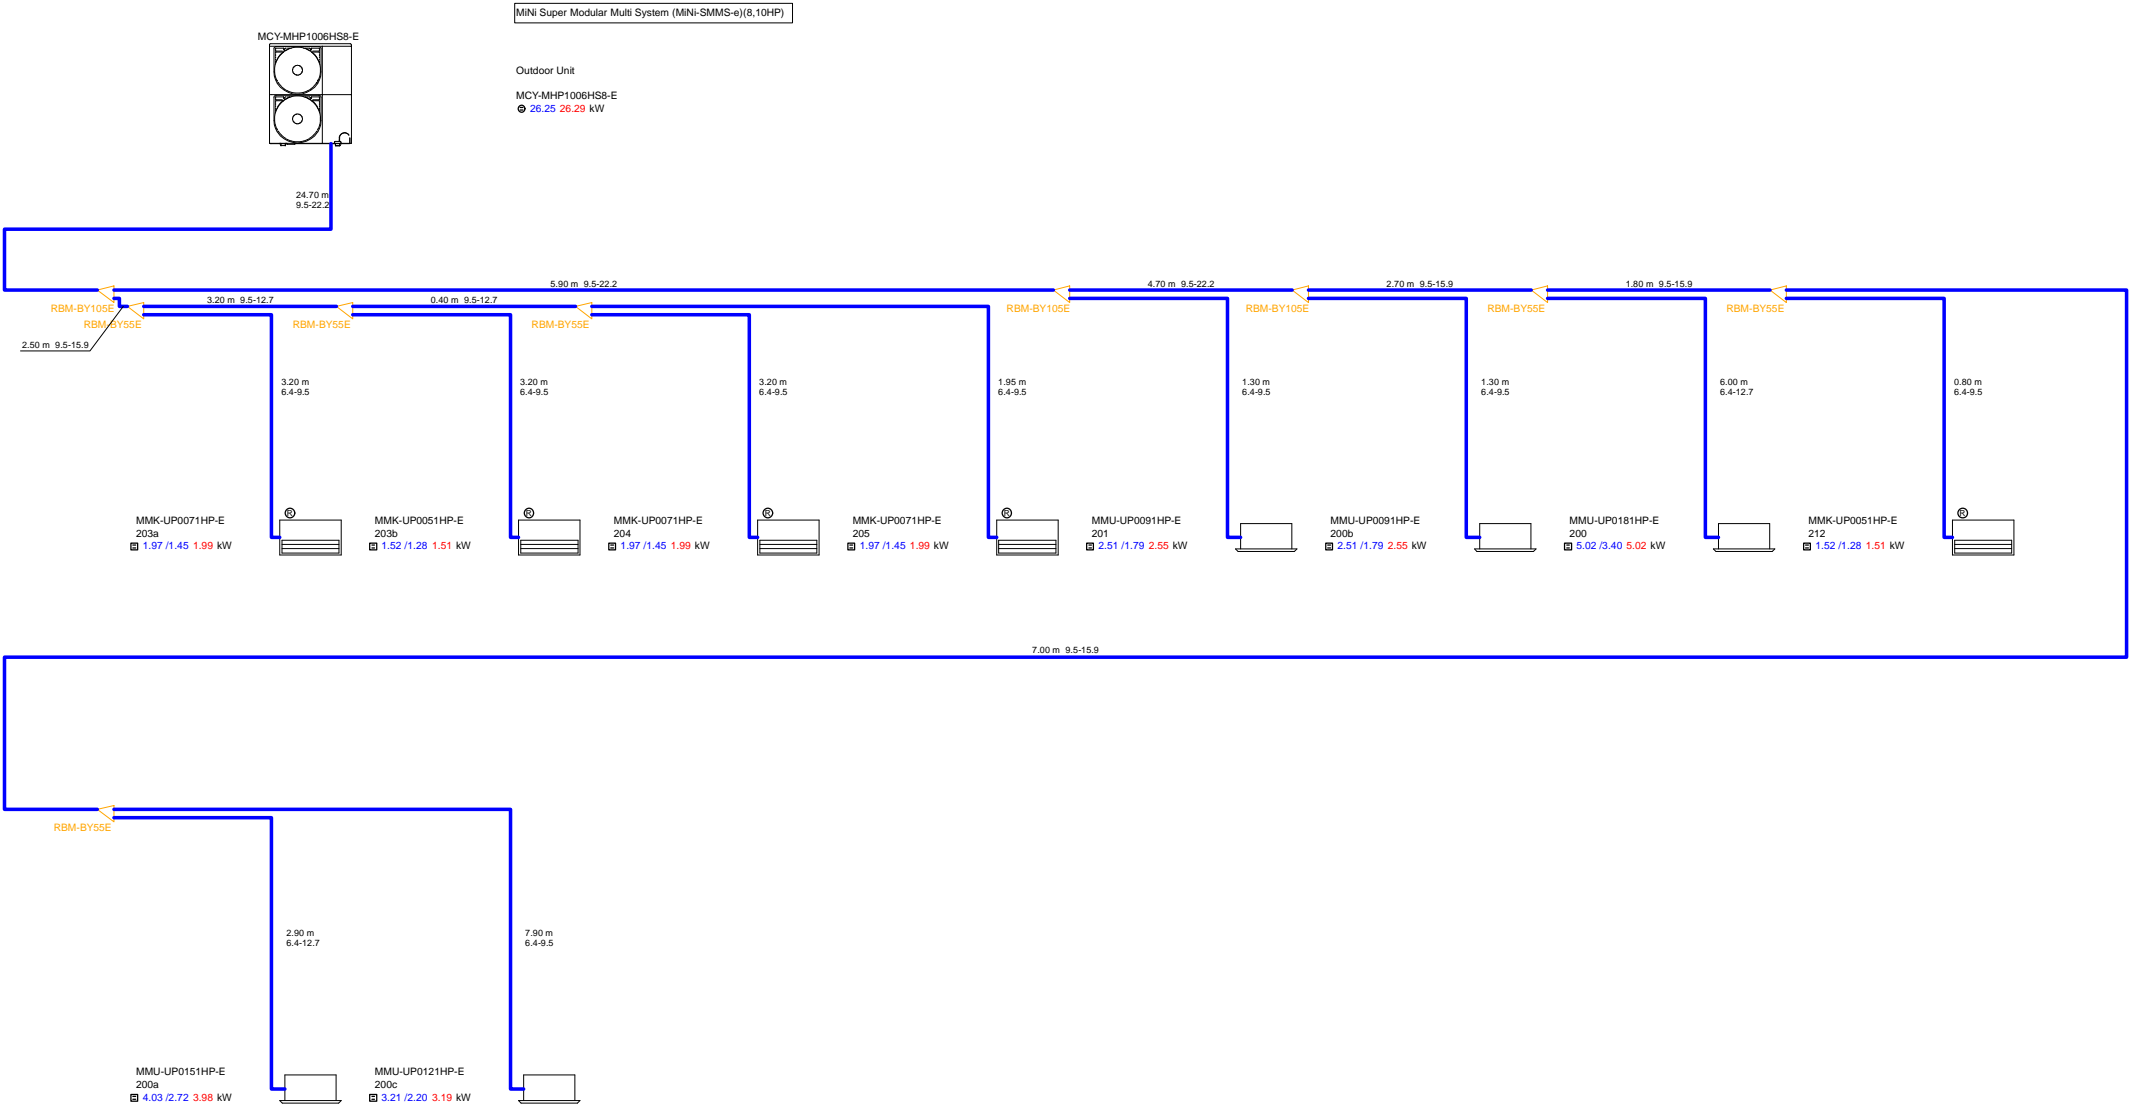 MiNi Super Modular Multi System (MiNi-SMMS-e)(8,10HP)
MCY-MHP1006HS8-E
Outdoor Unit
MCY-MHP1006HS8-E
26.25 26.29 kW
24.70 m
9.5-22.2
5.90 m 9.5-22.2
4.70 m 9.5-22.2
2.70 m 9.5-15.9
1.80 m 9.5-15.9
3.20 m 9.5-12.7
0.40 m 9.5-12.7
RBM-BY105E
RBM-BY55E
RBM-BY55E
RBM-BY55E
RBM-BY105E
RBM-BY105E
RBM-BY55E
RBM-BY55E
2.50 m 9.5-15.9
3.20 m
6.4-9.5
3.20 m
6.4-9.5
3.20 m
6.4-9.5
1.95 m
6.4-9.5
1.30 m
6.4-9.5
1.30 m
6.4-9.5
6.00 m
6.4-12.7
0.80 m
6.4-9.5
MMK-UP0071HP-E
203a
1.97 /1.45 1.99 kW
R
MMK-UP0051HP-E
203b
1.52 /1.28 1.51 kW
R
MMK-UP0071HP-E
204
1.97 /1.45 1.99 kW
R
MMK-UP0071HP-E
205
1.97 /1.45 1.99 kW
R
MMU-UP0091HP-E
201
2.51 /1.79 2.55 kW
MMU-UP0091HP-E
200b
2.51 /1.79 2.55 kW
MMU-UP0181HP-E
200
5.02 /3.40 5.02 kW
MMK-UP0051HP-E
212
1.52 /1.28 1.51 kW
R
7.00 m 9.5-15.9
RBM-BY55E
2.90 m
6.4-12.7
7.90 m
6.4-9.5
MMU-UP0151HP-E
200a
4.03 /2.72 3.98 kW
MMU-UP0121HP-E
200c
3.21 /2.20 3.19 kW